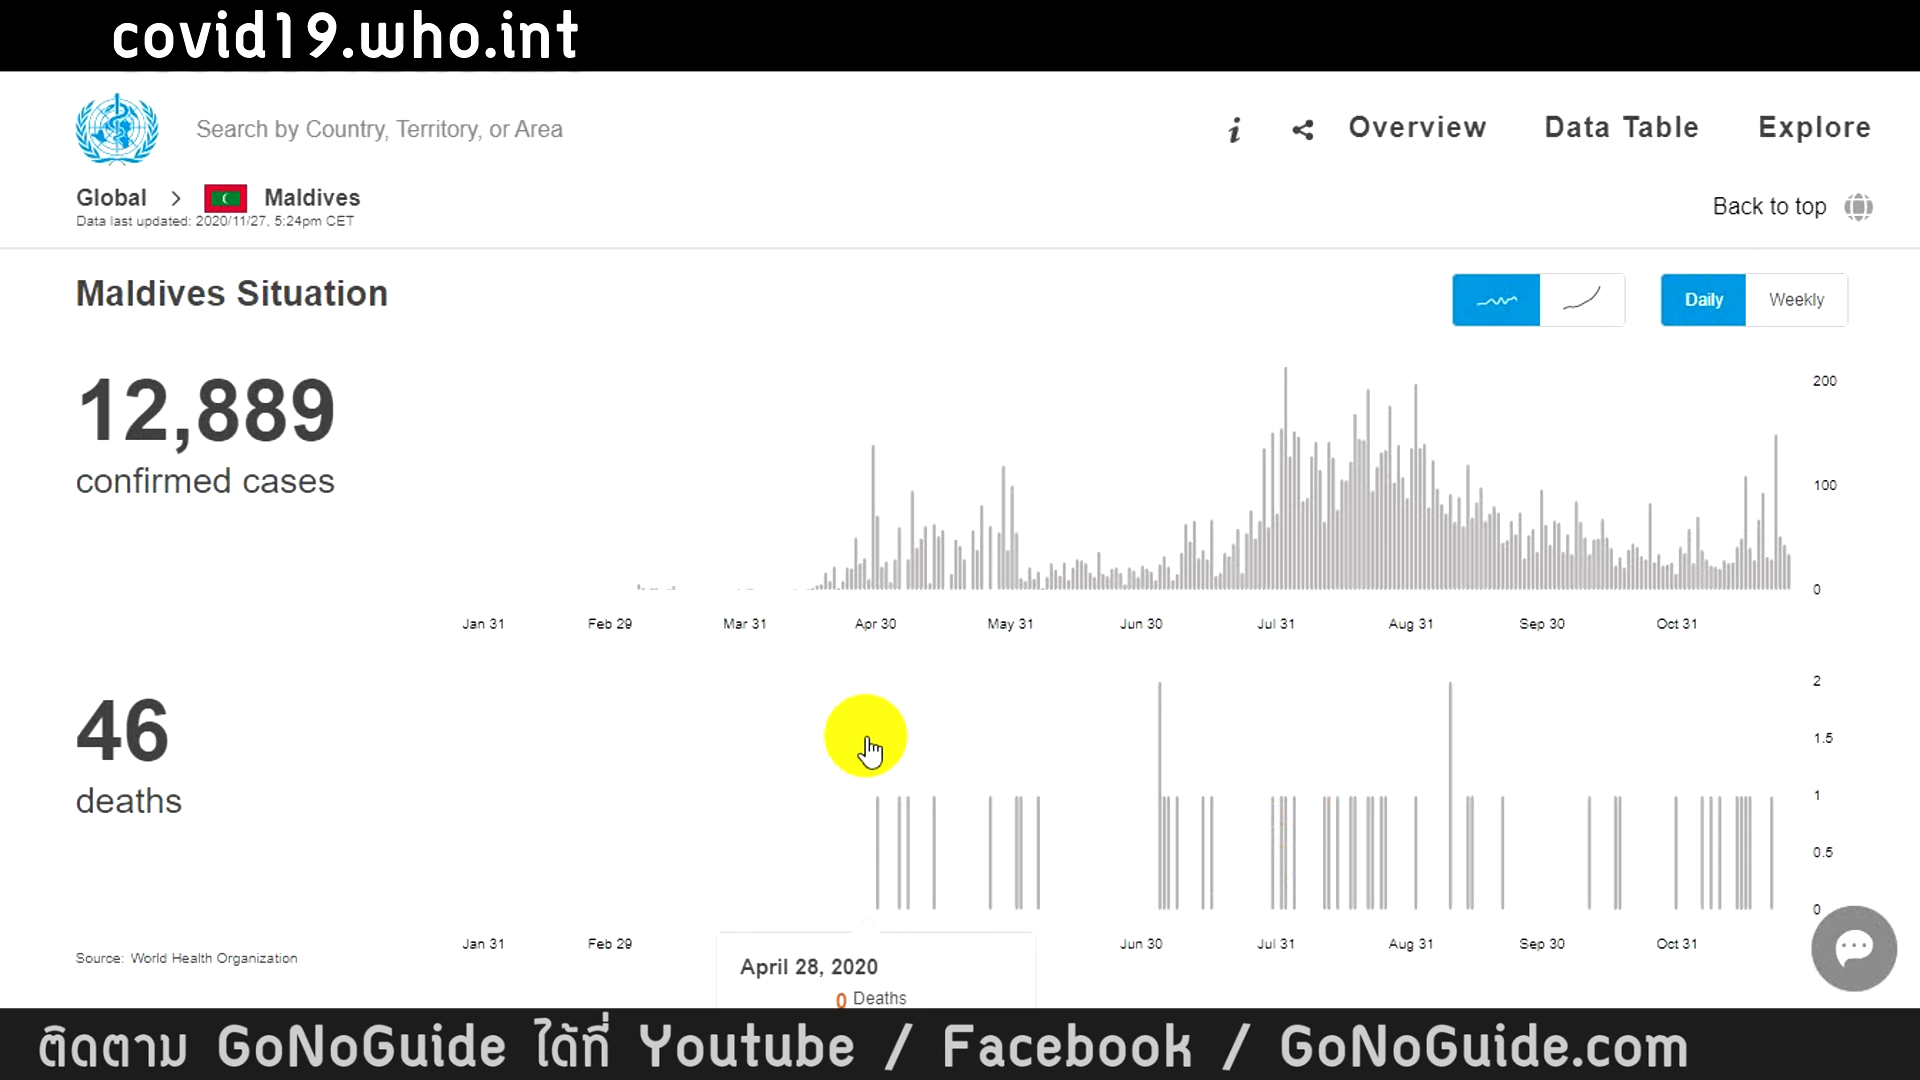 covid19.who.int
Search by Country, Territory, or Area
i
Overview
Data Table
Explore
Global > Maldives
Data last updated: 2020/11/27, 5:24pm CET
Back to top
Maldives Situation
Daily
Weekly
12,889
confirmed cases
200
100
0
Jan 31 Feb 29 Mar 31 Apr 30 May 31 Jun 30 Jul 31 Aug 31 Sep 30 Oct 31
46
deaths
2
1.5
1
0.5
0
Jan 31 Feb 29 Jun 30 Jul 31 Aug 31 Sep 30 Oct 31
Source: World Health Organization
April 28, 2020
0 Deaths
ติดตาม GoNoGuide ได้ที่ Youtube / Facebook / GoNoGuide.com